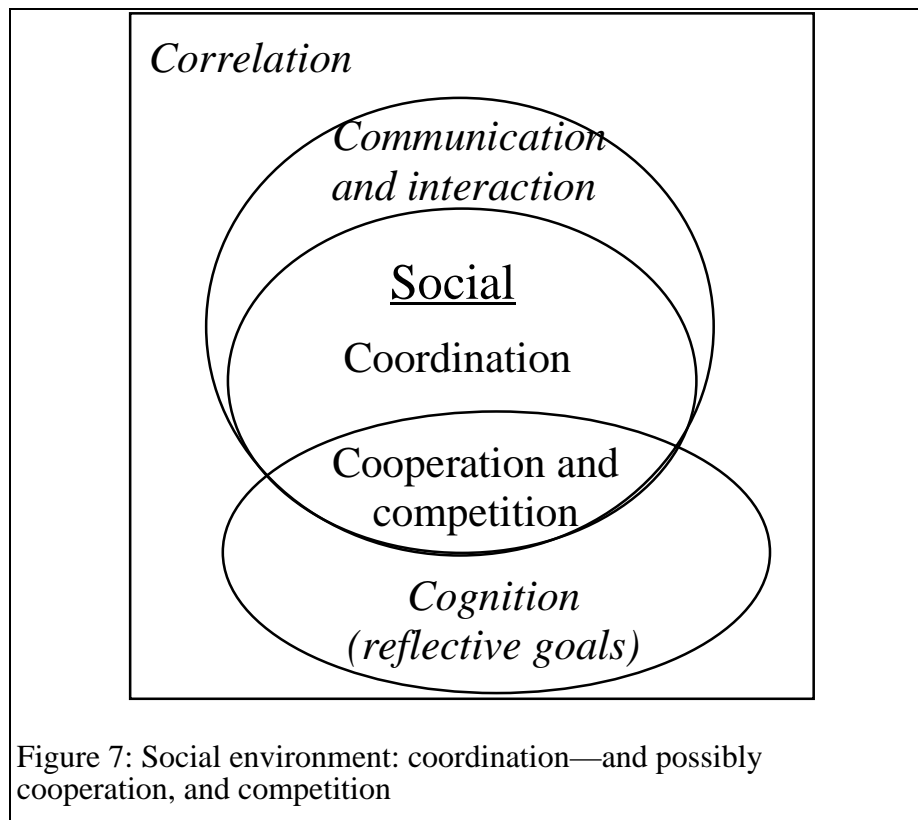 Correlation
Communication
and interaction
Social
Coordination
Cooperation and
competition
Cognition
(reflective goals)
Figure 7: Social environment: coordination—and possibly
cooperation, and competition